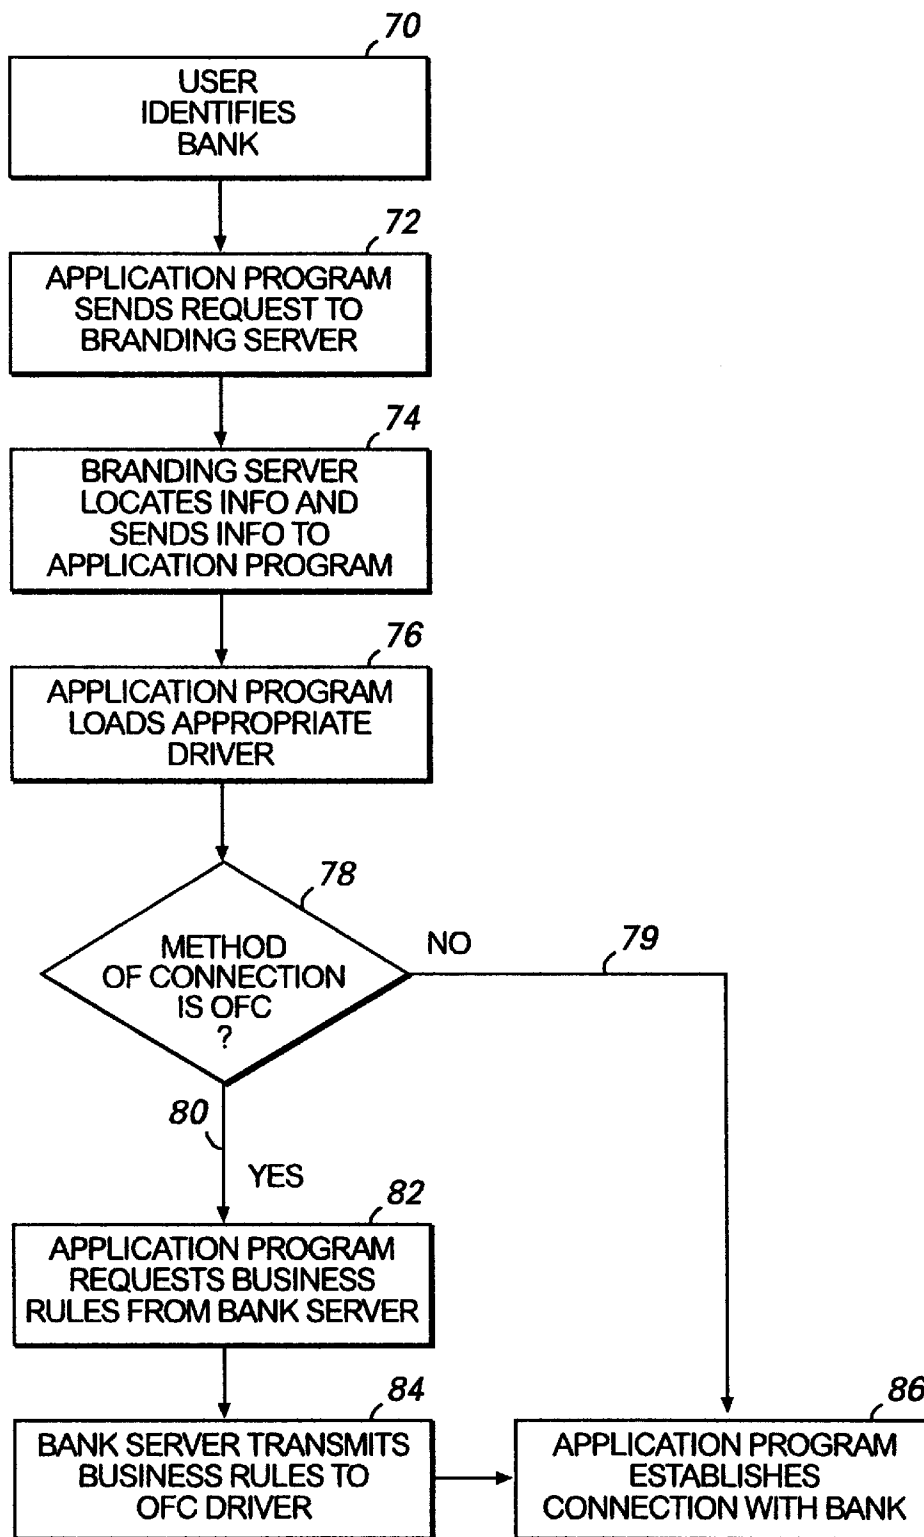 70
USER
IDENTIFIES
BANK
72
APPLICATION PROGRAM
SENDS REQUEST TO
BRANDING SERVER
74
BRANDING SERVER
LOCATES INFO AND
SENDS INFO TO
APPLICATION PROGRAM
76
APPLICATION PROGRAM
LOADS APPROPRIATE
DRIVER
78
METHOD
OF CONNECTION
IS OFC
?
NO
79
80
YES
82
APPLICATION PROGRAM
REQUESTS BUSINESS
RULES FROM BANK SERVER
84
BANK SERVER TRANSMITS
BUSINESS RULES TO
OFC DRIVER
86
APPLICATION PROGRAM
ESTABLISHES
CONNECTION WITH BANK